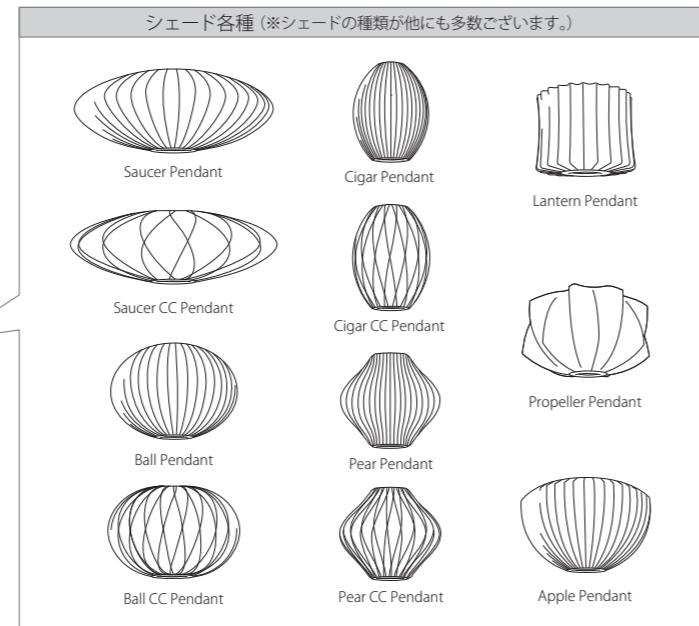 シェード各種 (※シェードの種類が他にも多数ございます。)
Saucer Pendant
Cigar Pendant
Lantern Pendant
Saucer CC Pendant
Cigar CC Pendant
Propeller Pendant
Ball Pendant
Pear Pendant
Ball CC Pendant
Pear CC Pendant
Apple Pendant